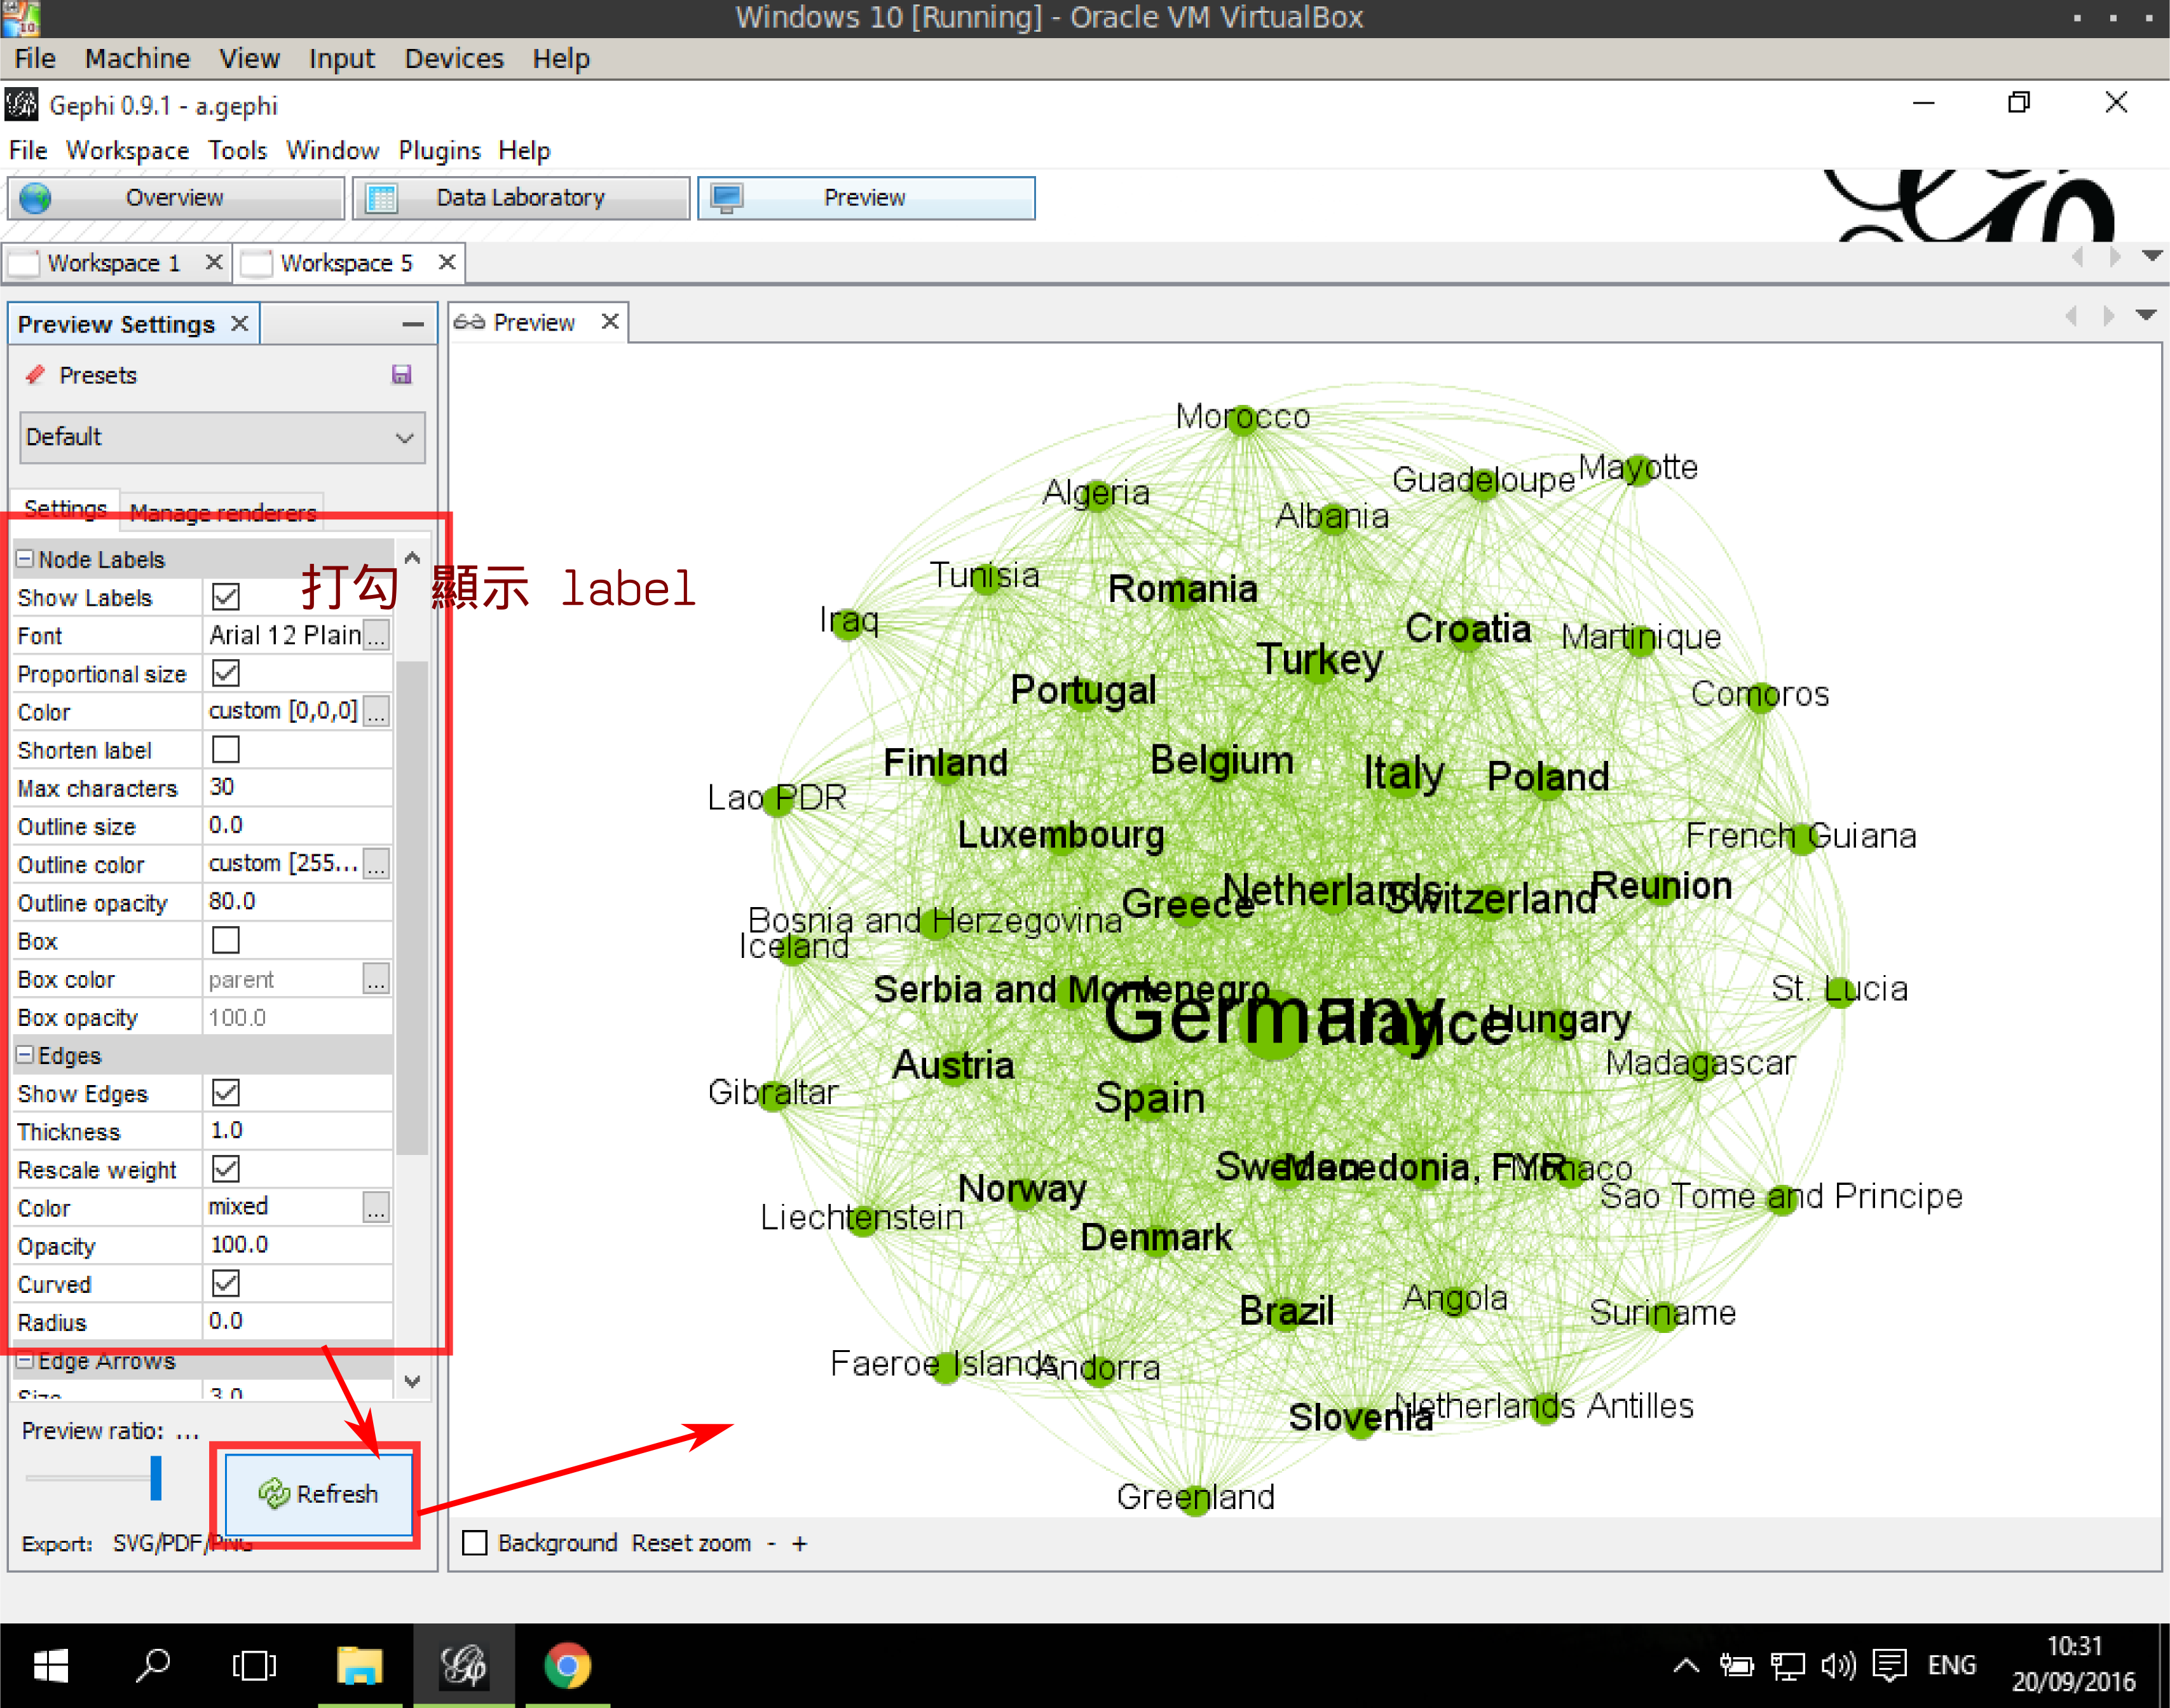 Windows 10 [Running] - Oracle VM VirtualBox
File Machine View Input Devices Help
Gephi 0.9.1 - a.gephi
File Workspace Tools Window Plugins Help
Overview Data Laboratory Preview
Workspace 1 Workspace 5
Preview Settings
Presets
Default
Settings Manage renderers
Node Labels
打勾 顯示 label
Show Labels
Font Arial 12 Plain ...
Proportional size
Color custom [0,0,0] ...
Shorten label
Max characters 30
Outline size 0.0
Outline color custom [255... ...
Outline opacity 80.0
Box
Box color parent ...
Box opacity 100.0
Edges
Show Edges
Thickness 1.0
Rescale weight
Color mixed ...
Opacity 100.0
Curved
Radius 0.0
Edge Arrows
Size 3.0
Preview ratio: ...
Refresh
Export: SVG/PDF/PNG
Preview
Morocco
Mayotte
Guadeloupe
Algeria
Albania
Tunisia
Romania
Iraq
Croatia
Martinique
Turkey
Portugal
Comoros
Finland
Belgium
Italy
Poland
Lao PDR
Luxembourg
French Guiana
Netherlands
Switzerland
Reunion
Greece
Bosnia and Herzegovina
Iceland
Serbia and Montenegro
St. Lucia
Germany
France
Hungary
Austria
Madagascar
Gibraltar
Spain
Sweden
Macedonia, FYR
Monaco
Norway
Sao Tome and Principe
Liechtenstein
Denmark
Brazil
Angola
Suriname
Faeroe Islands
Andorra
Slovenia
Netherlands Antilles
Greenland
Background Reset zoom - +
ENG
10:31
20/09/2016